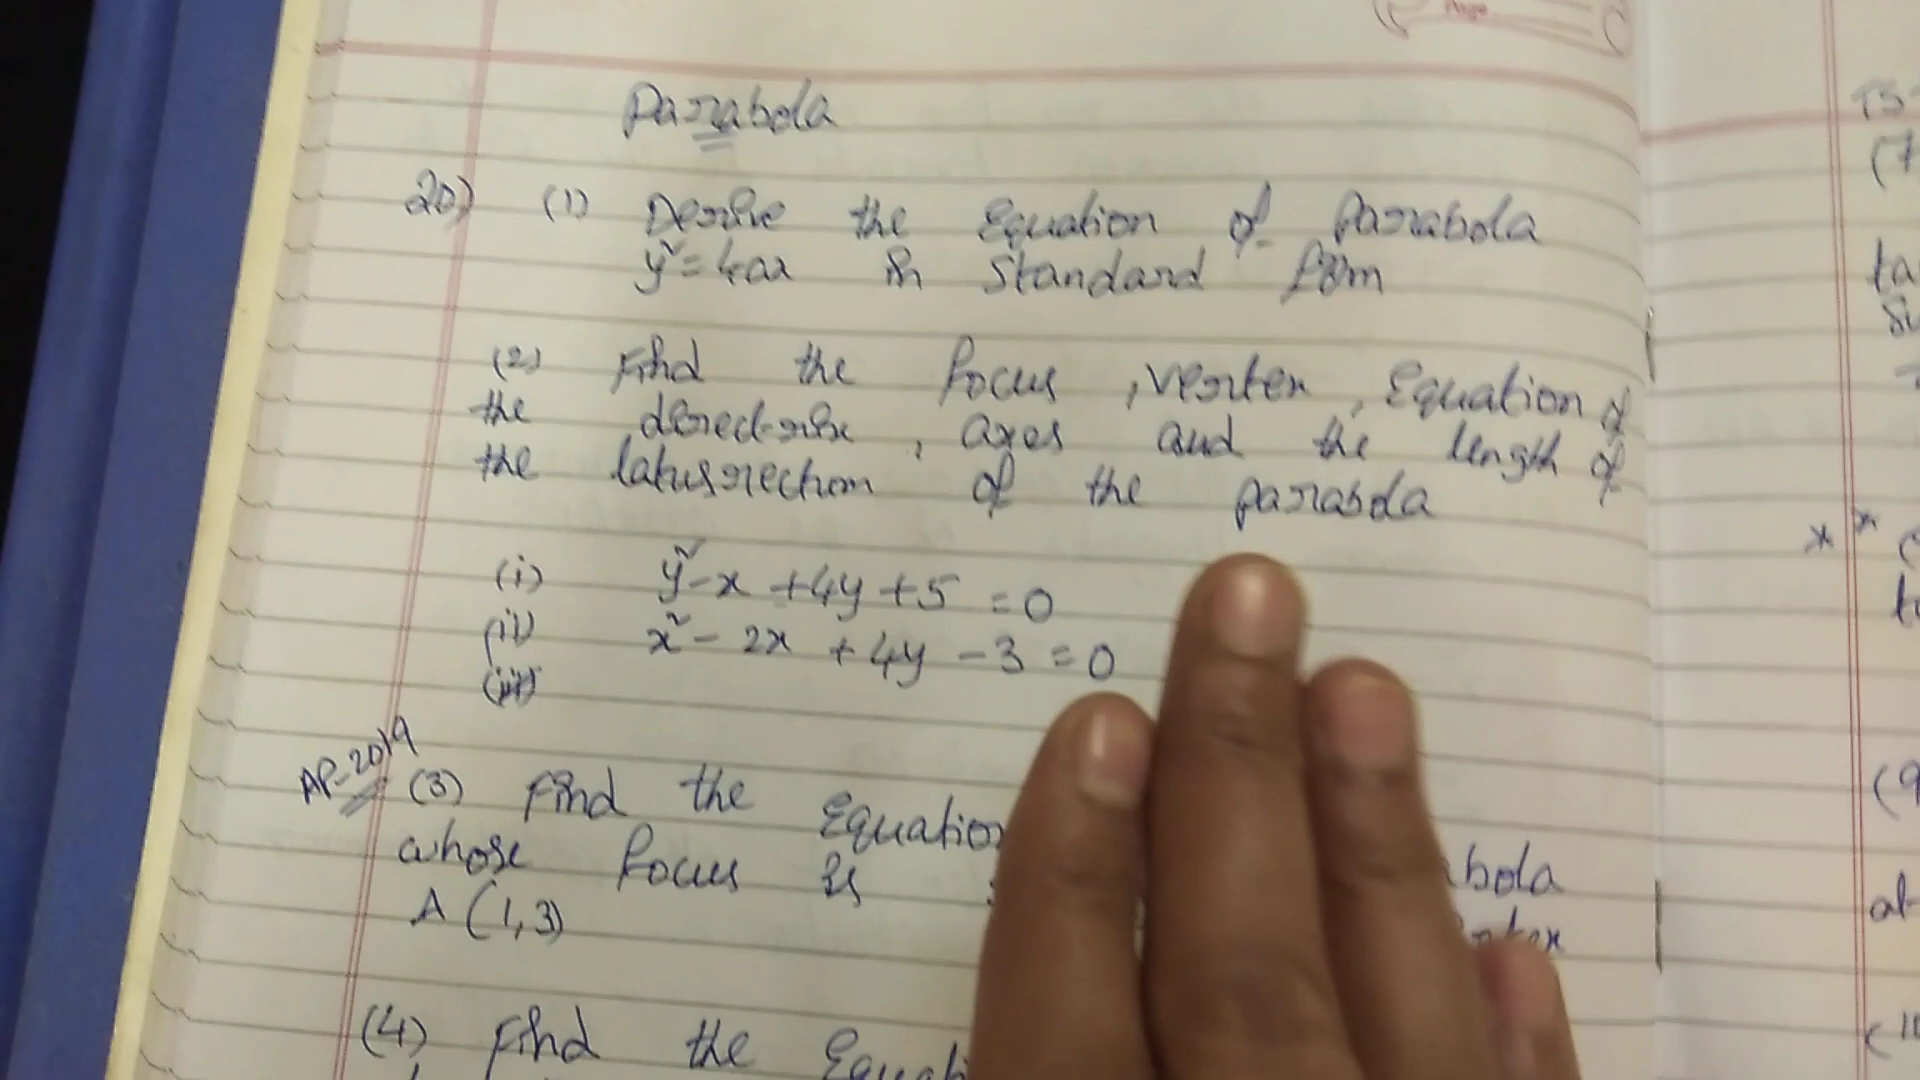 Page
Parabola
20) (1) Derive the Equation of Parabola
y² = 4ax in Standard form
(2) Find the focus, vertex, Equation of
the directrix, axes and the length of
the latusrectum of the parabola
(i) y² - x + 4y + 5 = 0
(ii) x² - 2x + 4y - 3 = 0
(iii)
AP-2019 (3) Find the Equation
whose focus is
A (1,3)
(4) Find the